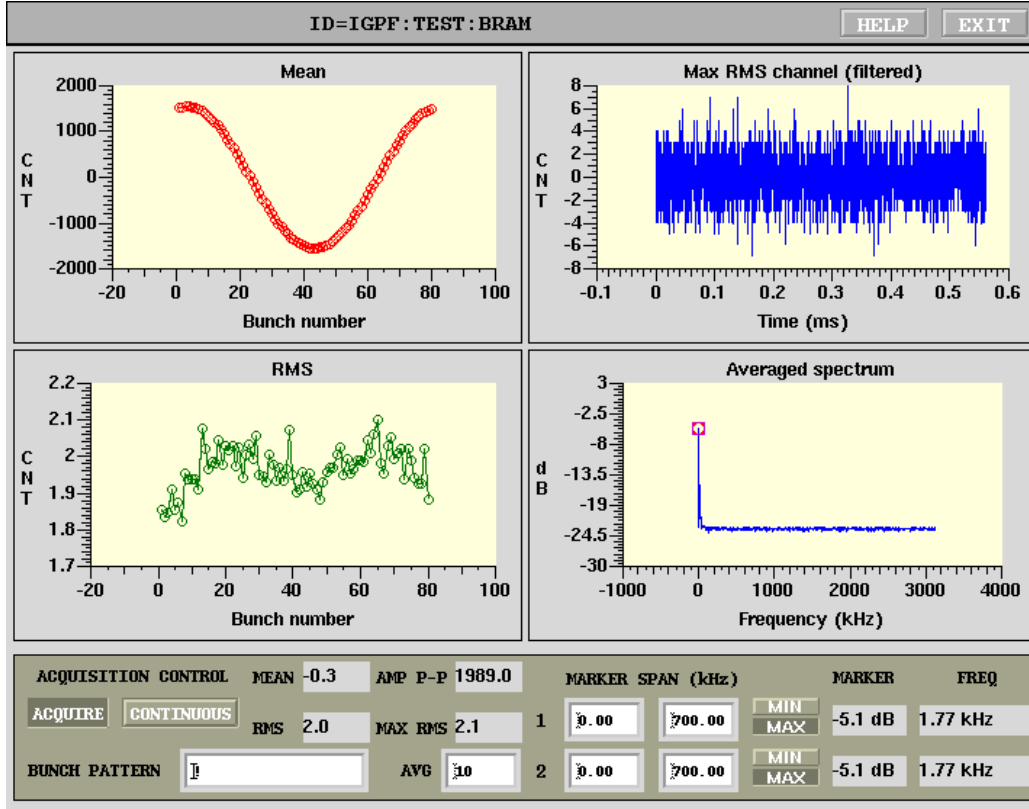 ID=IGPF:TEST:BRAM HELP EXIT
Mean
2000
1000
0
-1000
-2000
CNT
-20 0 20 40 60 80 100
Bunch number
Max RMS channel (filtered)
8
6
4
2
0
-2
-4
-6
-8
CNT
-0.1 0 0.1 0.2 0.3 0.4 0.5 0.6
Time (ms)
RMS
2.2
2.1
2
1.9
1.8
1.7
CNT
-20 0 20 40 60 80 100
Bunch number
Averaged spectrum
3
-2.5
-8
-13.5
-19
-24.5
-30
dB
-1000 0 1000 2000 3000 4000
Frequency (kHz)
ACQUISITION CONTROL MEAN -0.3 AMP P-P 1989.0
ACQUIRE CONTINUOUS RMS 2.0 MAX RMS 2.1
BUNCH PATTERN ! AVG 10
MARKER SPAN (kHz) MARKER FREQ
1 0.00 700.00 MIN MAX -5.1 dB 1.77 kHz
2 0.00 700.00 MIN MAX -5.1 dB 1.77 kHz